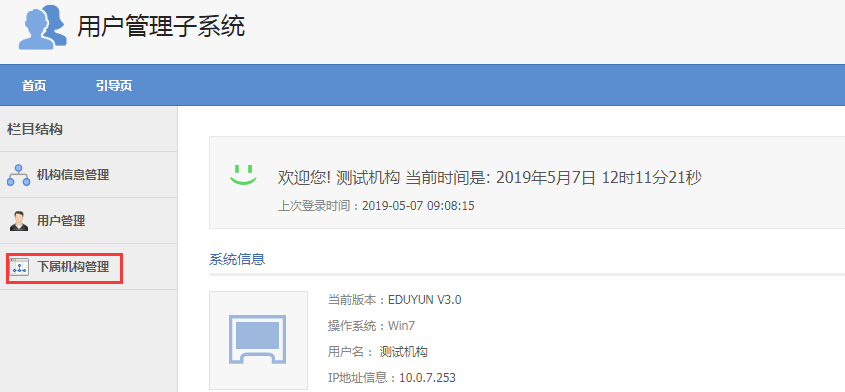 用户管理子系统
首页 引导页
栏目结构
机构信息管理
用户管理
下属机构管理
欢迎您! 测试机构 当前时间是: 2019年5月7日 12时11分21秒
上次登录时间：2019-05-07 09:08:15
系统信息
当前版本：EDUYUN V3.0
操作系统：Win7
用户名： 测试机构
IP地址信息：10.0.7.253